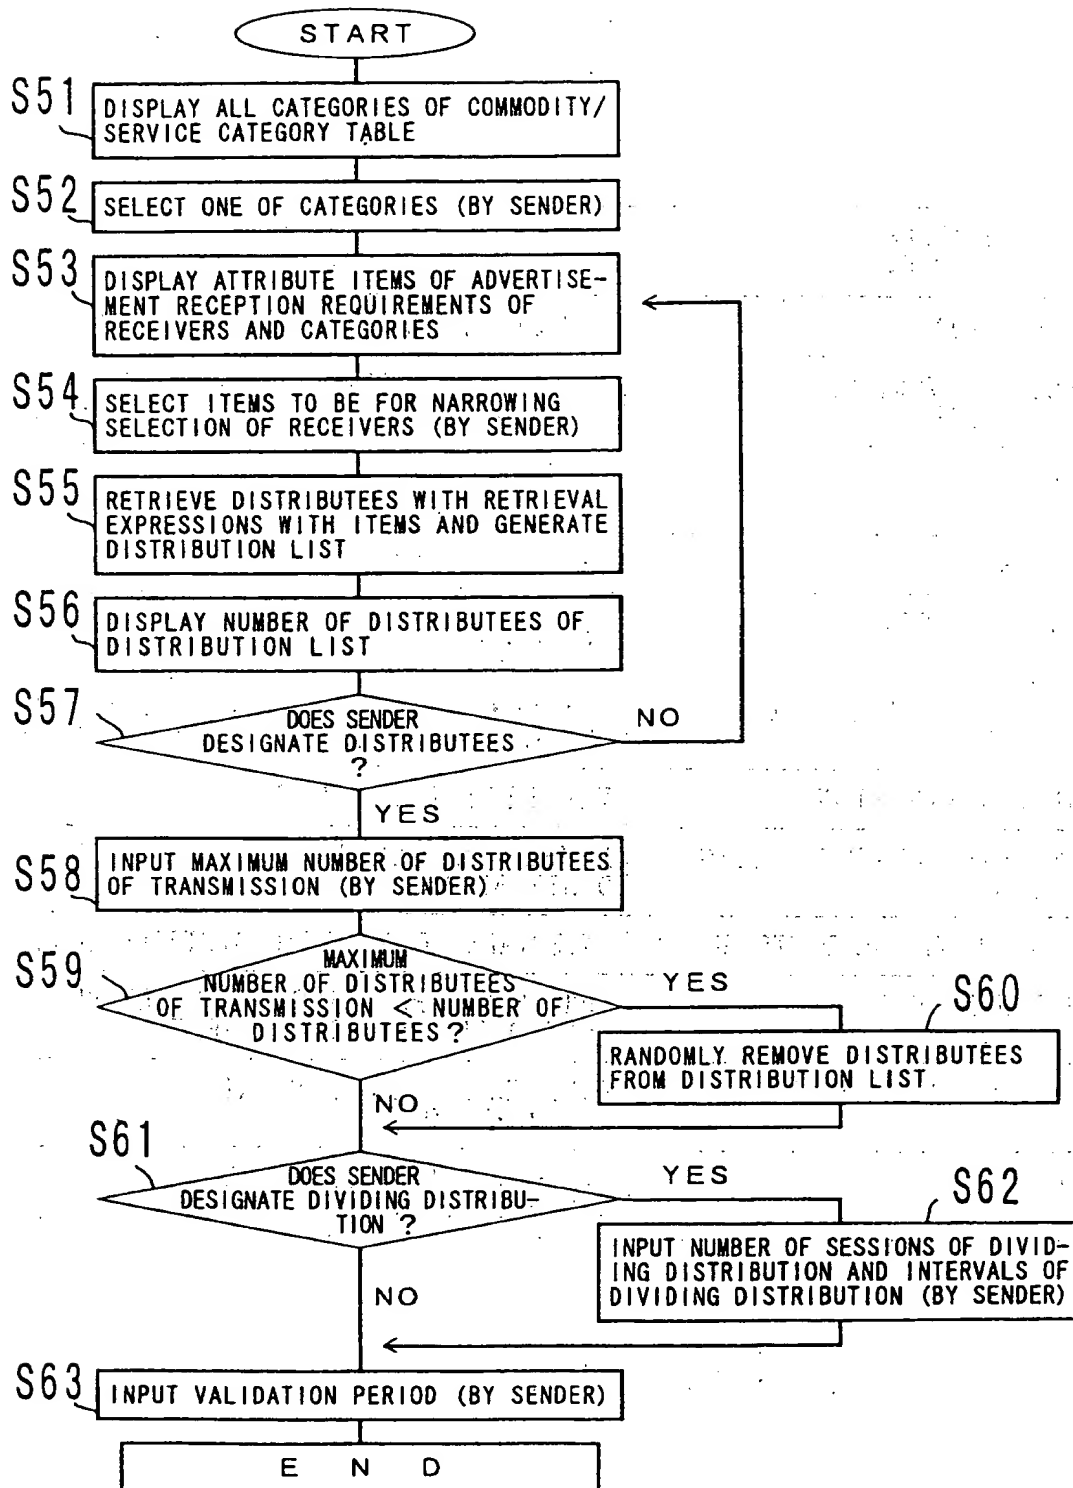 START
S51
DISPLAY ALL CATEGORIES OF COMMODITY/
SERVICE CATEGORY TABLE
S52
SELECT ONE OF CATEGORIES (BY SENDER)
S53
DISPLAY ATTRIBUTE ITEMS OF ADVERTISE-
MENT RECEPTION REQUIREMENTS OF
RECEIVERS AND CATEGORIES
S54
SELECT ITEMS TO BE FOR NARROWING
SELECTION OF RECEIVERS (BY SENDER)
S55
RETRIEVE DISTRIBUTEES WITH RETRIEVAL
EXPRESSIONS WITH ITEMS AND GENERATE
DISTRIBUTION LIST
S56
DISPLAY NUMBER OF DISTRIBUTEES OF
DISTRIBUTION LIST
S57
DOES SENDER
DESIGNATE DISTRIBUTEES
?
NO
YES
S58
INPUT MAXIMUM NUMBER OF DISTRIBUTEES
OF TRANSMISSION (BY SENDER)
S59
MAXIMUM
NUMBER OF DISTRIBUTEES
OF TRANSMISSION < NUMBER OF
DISTRIBUTEES?
YES
S60
RANDOMLY REMOVE DISTRIBUTEES
FROM DISTRIBUTION LIST.
NO
S61
DOES SENDER
DESIGNATE DIVIDING DISTRIBU-
TION ?
YES
S62
INPUT NUMBER OF SESSIONS OF DIVID-
ING DISTRIBUTION AND INTERVALS OF
DIVIDING DISTRIBUTION (BY SENDER)
NO
S63
INPUT VALIDATION PERIOD (BY SENDER)
END